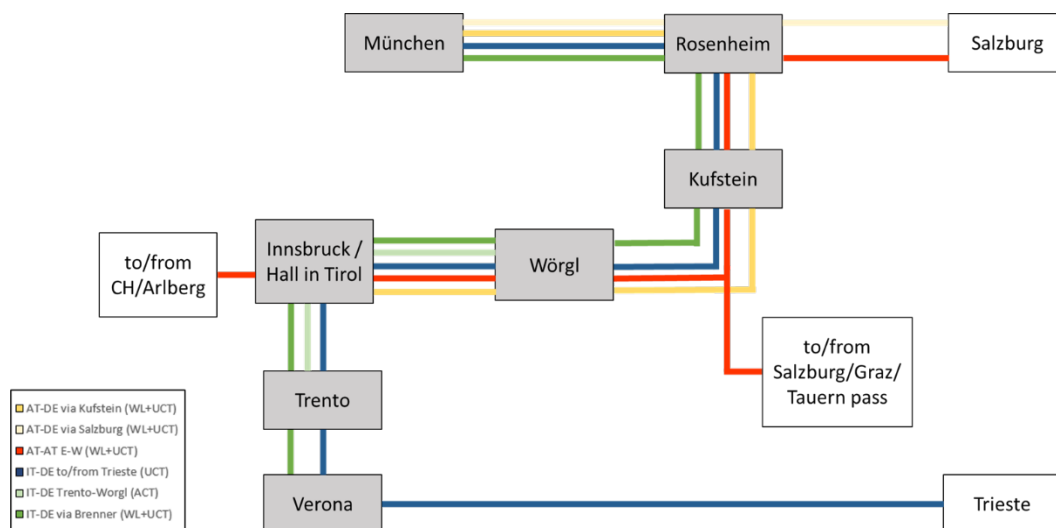 München
Rosenheim
Salzburg
Kufstein
to/from
CH/Arlberg
Innsbruck /
Hall in Tirol
Wörgl
to/from
Salzburg/Graz/
Tauern pass
Trento
Verona
Trieste
AT-DE via Kufstein (WL+UCT)
AT-DE via Salzburg (WL+UCT)
AT-AT E-W (WL+UCT)
IT-DE to/from Trieste (UCT)
IT-DE Trento-Worgl (ACT)
IT-DE via Brenner (WL+UCT)